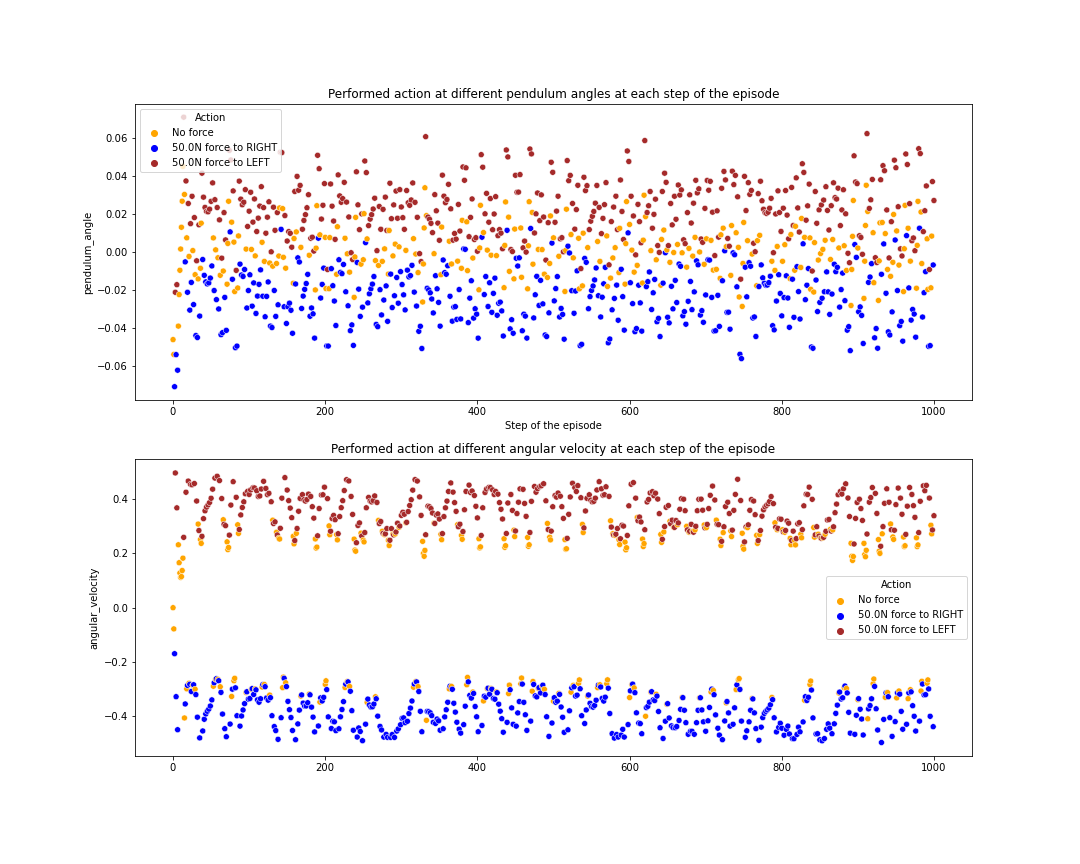 Performed action at different pendulum angles at each step of the episode
Action
No force
50.0N force to RIGHT
50.0N force to LEFT
0.06
0.04
0.02
0.00
−0.02
−0.04
−0.06
pendulum_angle
0
200
400
600
800
1000
Step of the episode
Performed action at different angular velocity at each step of the episode
0.4
0.2
0.0
−0.2
−0.4
angular_velocity
Action
No force
50.0N force to RIGHT
50.0N force to LEFT
0
200
400
600
800
1000